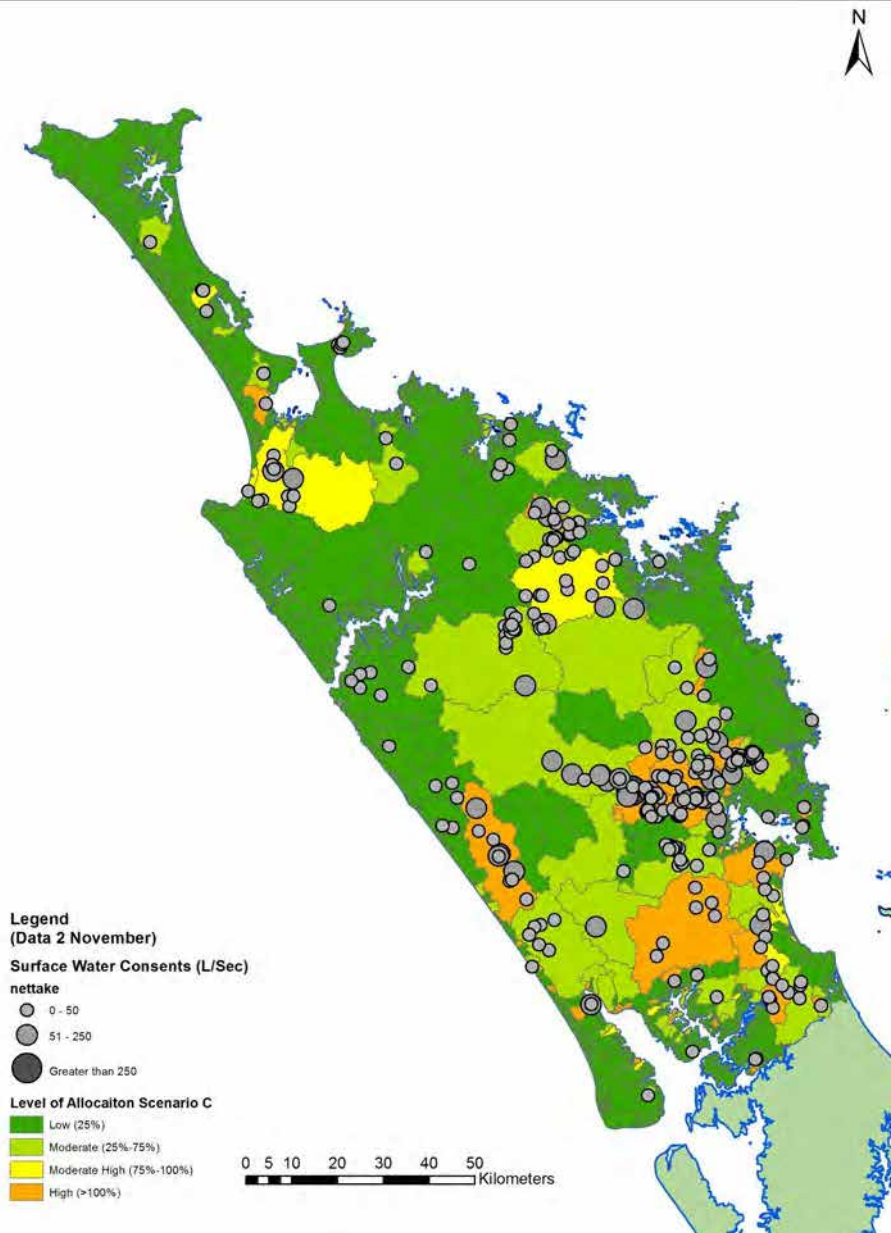 N
Legend
(Data 2 November)
Surface Water Consents (L/Sec)
nettake
0 - 50
51 - 250
Greater than 250
Level of Allocaiton Scenario C
Low (25%)
Moderate (25%-75%)
Moderate High (75%-100%)
High (>100%)
0 5 10 20 30 40 50
Kilometers